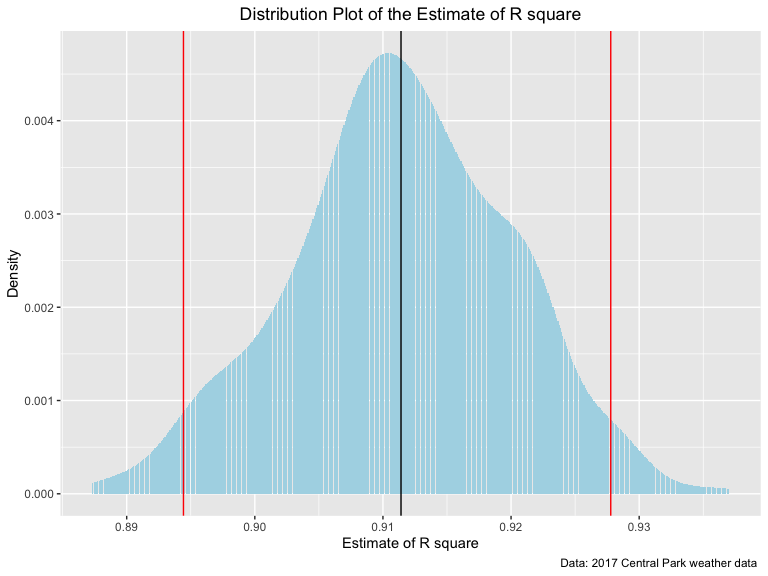 Distribution Plot of the Estimate of R square
Density
0.004
0.003
0.002
0.001
0.000
0.89 0.90 0.91 0.92 0.93
Estimate of R square
Data: 2017 Central Park weather data